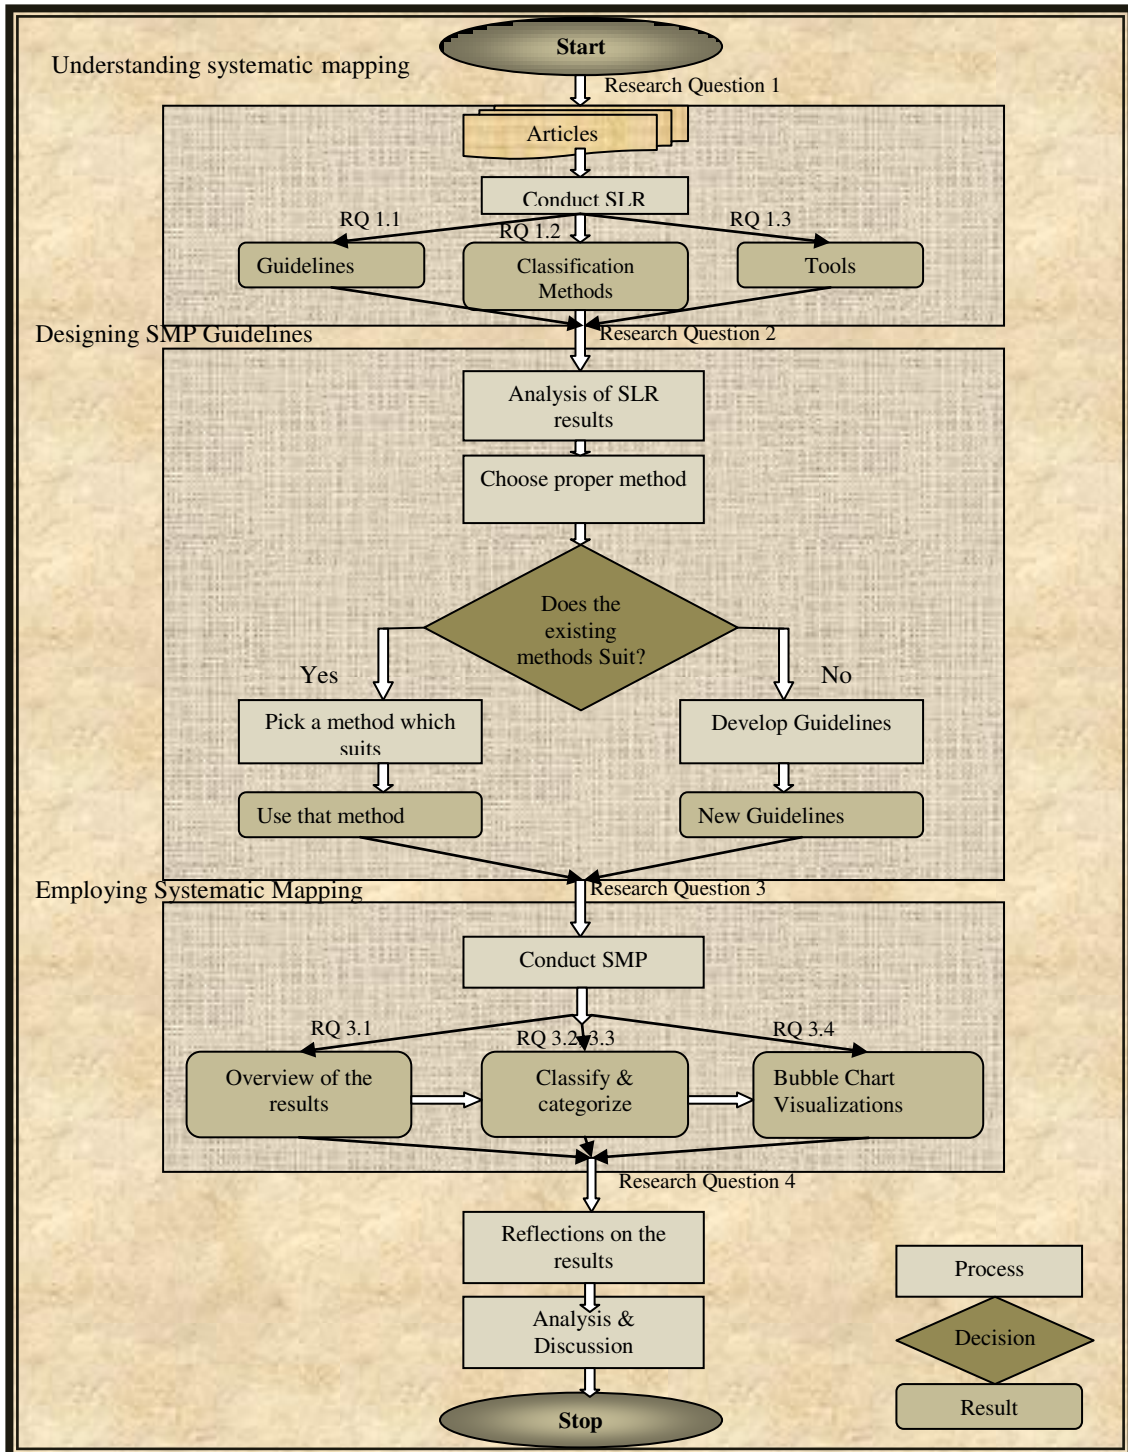 Start
Understanding systematic mapping
Research Question 1
Articles
Conduct SLR
RQ 1.1
RQ 1.2
RQ 1.3
Guidelines
Classification
Methods
Tools
Designing SMP Guidelines
Research Question 2
Analysis of SLR
results
Choose proper method
Does the
existing
methods Suit?
Yes
No
Pick a method which
suits
Develop Guidelines
Use that method
New Guidelines
Employing Systematic Mapping
Research Question 3
Conduct SMP
RQ 3.1
RQ 3.2, 3.3
RQ 3.4
Overview of the
results
Classify &
categorize
Bubble Chart
Visualizations
Research Question 4
Reflections on the
results
Analysis &
Discussion
Stop
Process
Decision
Result